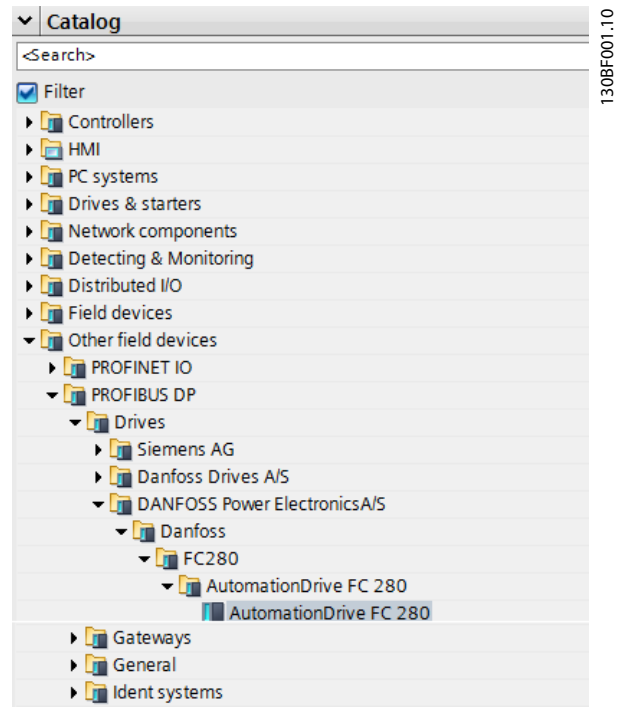 Catalog
<Search>
Filter
Controllers
HMI
PC systems
Drives & starters
Network components
Detecting & Monitoring
Distributed I/O
Field devices
Other field devices
PROFINET IO
PROFIBUS DP
Drives
Siemens AG
Danfoss Drives A/S
DANFOSS Power ElectronicsA/S
Danfoss
FC280
AutomationDrive FC 280
AutomationDrive FC 280
Gateways
General
Ident systems
130BF001.10